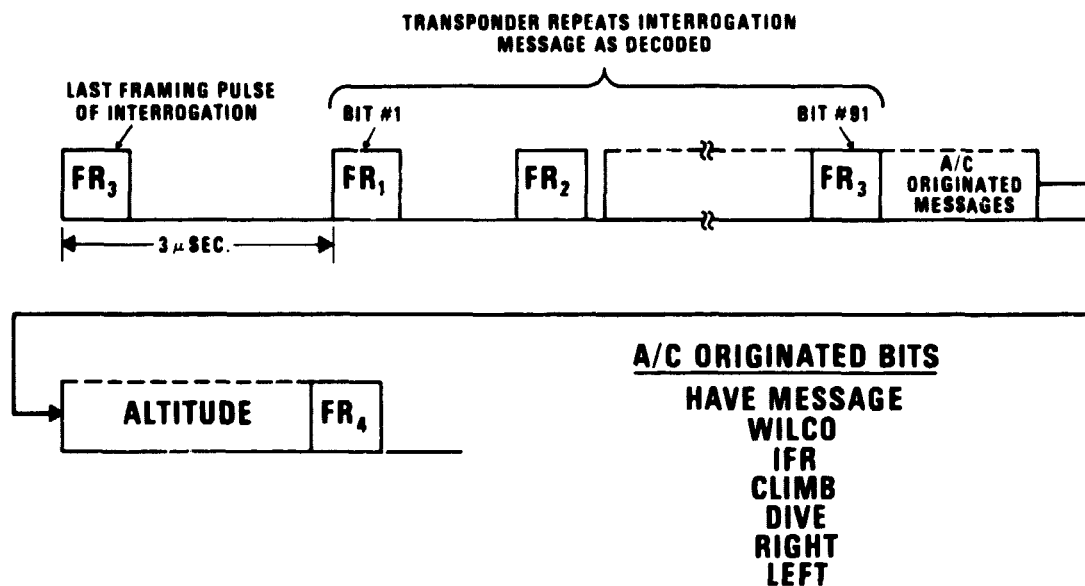 TRANSPONDER REPEATS INTERROGATION
MESSAGE AS DECODED
LAST FRAMING PULSE
OF INTERROGATION
BIT #1
BIT #91
FR3
FR1
FR2
FR3
A/C
ORIGINATED
MESSAGES
3 μSEC.
ALTITUDE
FR4
A/C ORIGINATED BITS
HAVE MESSAGE
WILCO
IFR
CLIMB
DIVE
RIGHT
LEFT